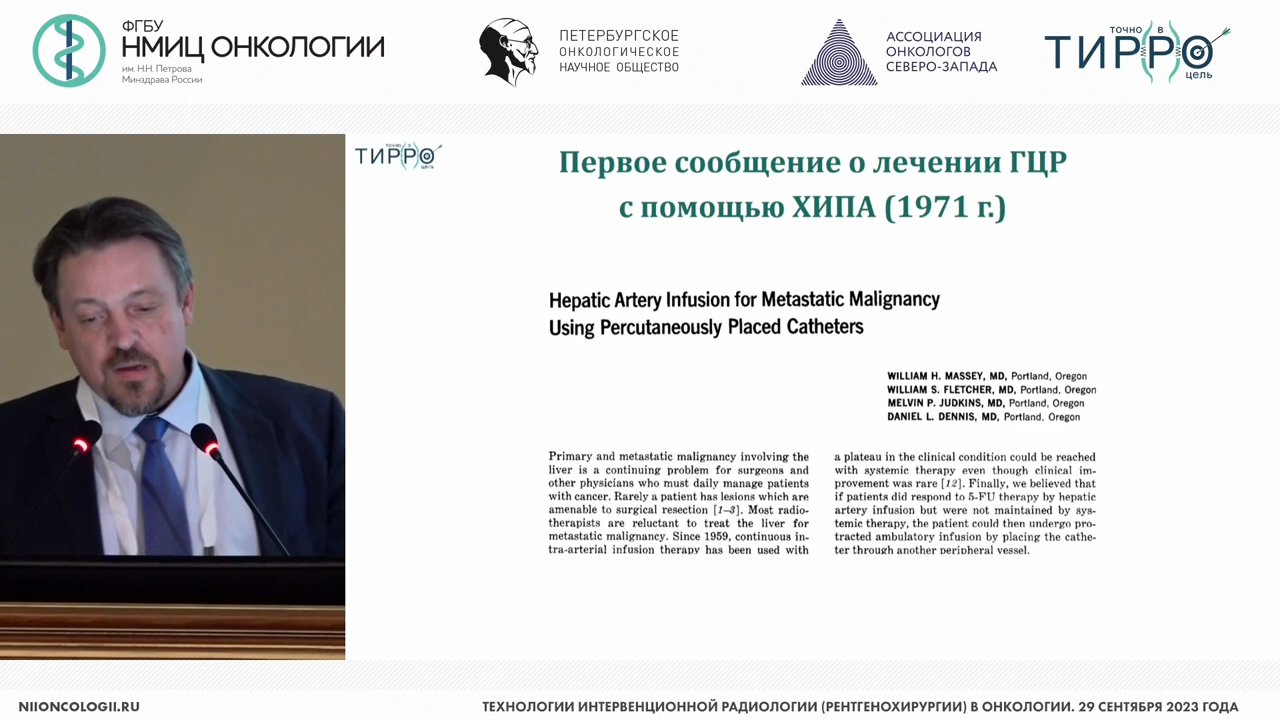 ФГБУ
НМИЦ ОНКОЛОГИИ
им. Н.Н. Петрова
Минздрава России
ПЕТЕРБУРГСКОЕ
ОНКОЛОГИЧЕСКОЕ
НАУЧНОЕ ОБЩЕСТВО
АССОЦИАЦИЯ
ОНКОЛОГОВ
СЕВЕРО-ЗАПАДА
ТОЧНО В
ТИРРО
цель
ТОЧНО В
ТИРРО
цель
Первое сообщение о лечении ГЦР
с помощью ХИПА (1971 г.)
Hepatic Artery Infusion for Metastatic Malignancy
Using Percutaneously Placed Catheters
WILLIAM H. MASSEY, MD, Portland, Oregon
WILLIAM S. FLETCHER, MD, Portland, Oregon
MELVIN P. JUDKINS, MD, Portland, Oregon
DANIEL L. DENNIS, MD, Portland, Oregon
Primary and metastatic malignancy involving the
liver is a continuing problem for surgeons and
other physicians who must daily manage patients
with cancer. Rarely a patient has lesions which are
amenable to surgical resection [1-3]. Most radio-
therapists are reluctant to treat the liver for
metastatic malignancy. Since 1959, continuous in-
tra-arterial infusion therapy has been used with
a plateau in the clinical condition could be reached
with systemic therapy even though clinical im-
provement was rare [12]. Finally, we believed that
if patients did respond to 5-FU therapy by hepatic
artery infusion but were not maintained by sys-
temic therapy, the patient could then undergo pro-
tracted ambulatory infusion by placing the cathe-
ter through another peripheral vessel.
NIIONCOLOGII.RU
ТЕХНОЛОГИИ ИНТЕРВЕНЦИОННОЙ РАДИОЛОГИИ (РЕНТГЕНОХИРУРГИИ) В ОНКОЛОГИИ. 29 СЕНТЯБРЯ 2023 ГОДА